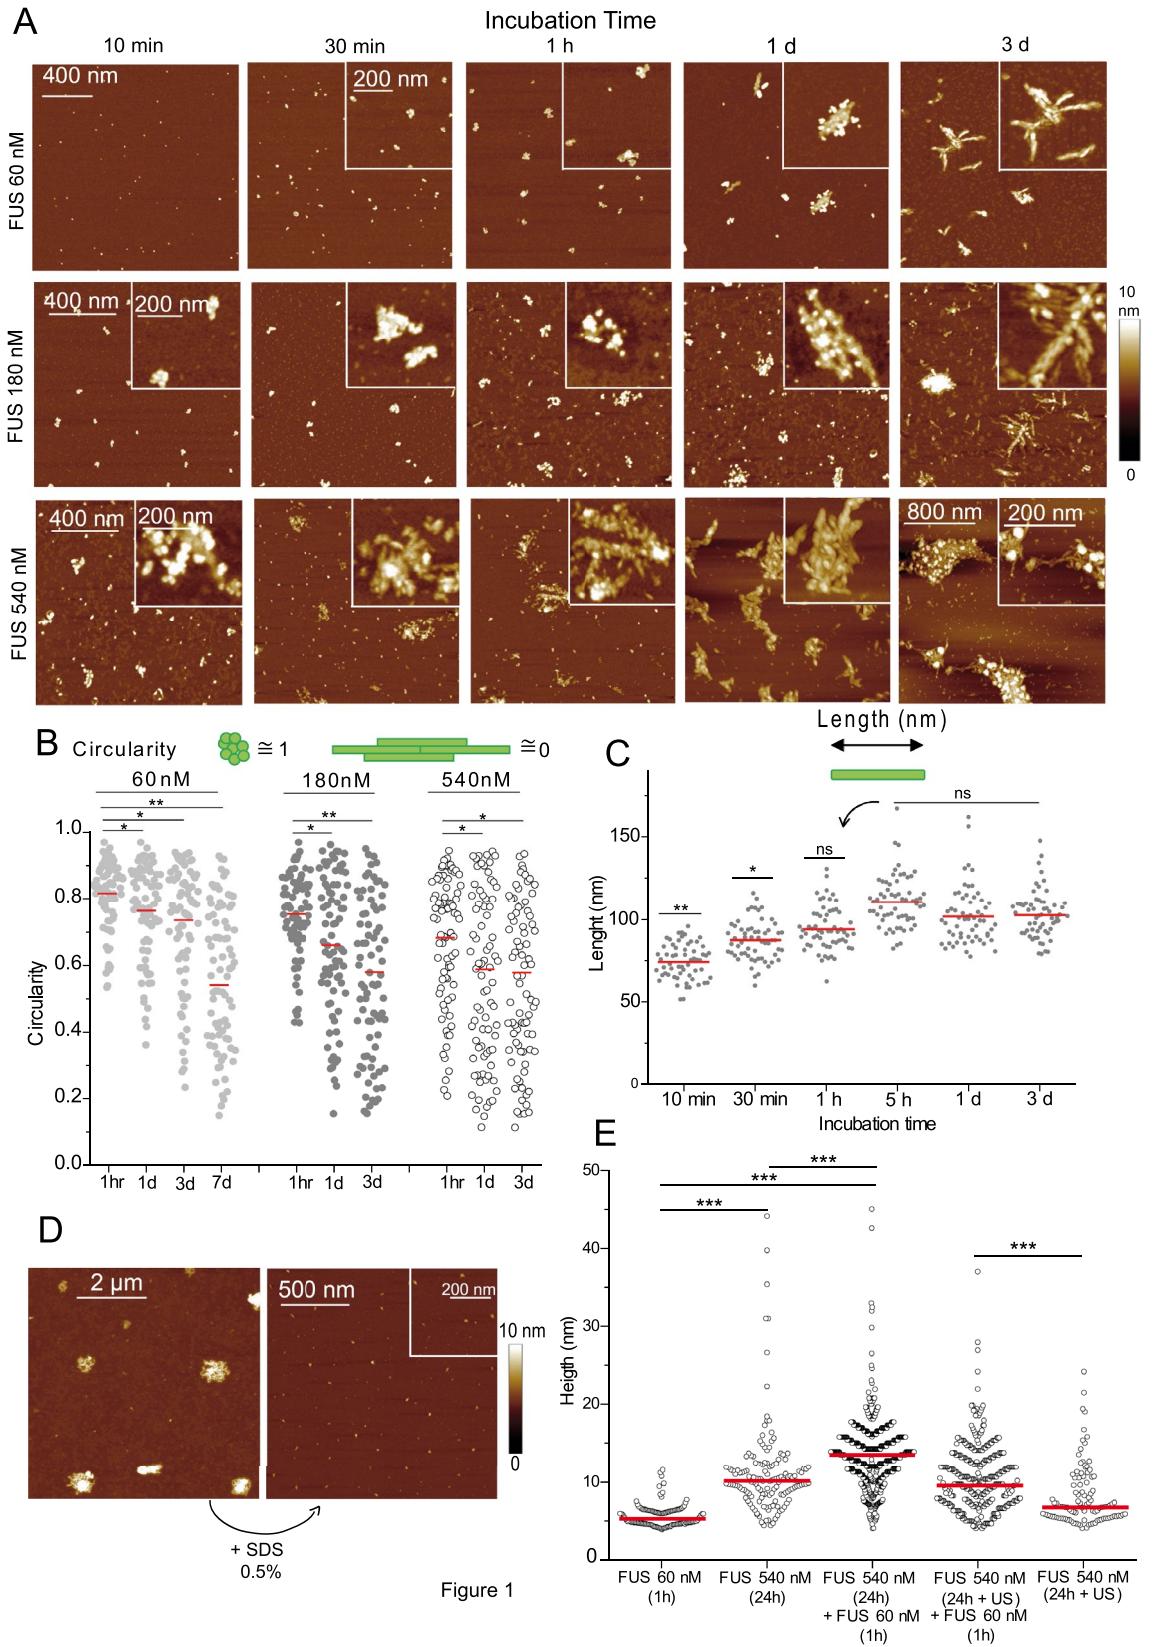 A
Incubation Time
10 min
30 min
1 h
1 d
3 d
FUS 60 nM
400 nm
200 nm
FUS 180 nM
400 nm
200 nm
10
nm
0
FUS 540 nM
400 nm
200 nm
800 nm
200 nm
B
Circularity
≅ 1
≅0
60nM
180nM
540nM
**
*
*
**
*
*
*
Circularity
1.0
0.8
0.6
0.4
0.2
0.0
1hr
1d
3d
7d
1hr
1d
3d
1hr
1d
3d
C
Length (nm)
ns
ns
*
**
Lenght (nm)
150
100
50
0
10 min
30 min
1 h
5 h
1 d
3 d
Incubation time
D
2 µm
500 nm
200 nm
10 nm
0
+ SDS
0.5%
Figure 1
E
***
***
***
***
Heigth (nm)
50
40
30
20
10
0
FUS 60 nM
(1h)
FUS 540 nM
(24h)
FUS 540 nM
(24h)
+ FUS 60 nM
(1h)
FUS 540 nM
(24h + US)
+ FUS 60 nM
(1h)
FUS 540 nM
(24h + US)